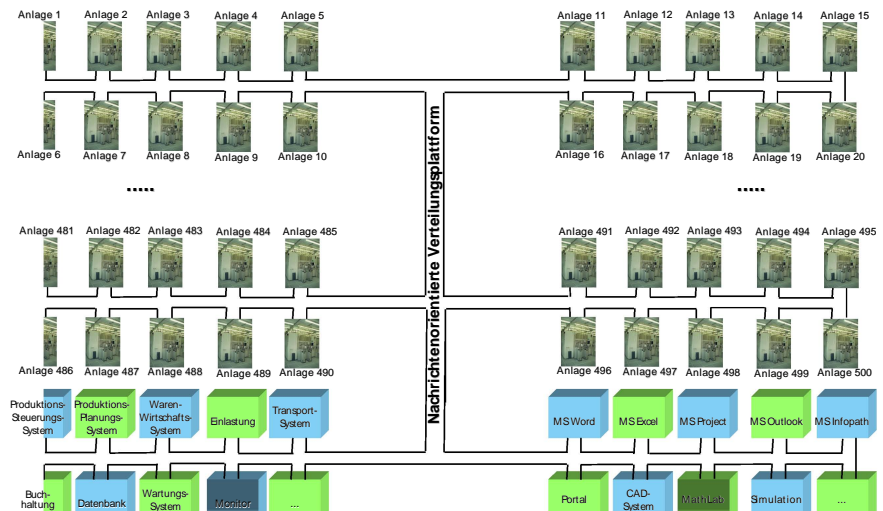 Anlage 1 Anlage 2 Anlage 3 Anlage 4 Anlage 5 Anlage 11 Anlage 12 Anlage 13 Anlage 14 Anlage 15
Anlage 6 Anlage 7 Anlage 8 Anlage 9 Anlage 10 Anlage 16 Anlage 17 Anlage 18 Anlage 19 Anlage 20
..... .....
Nachrichtenorientierte Verteilungsplattform
Anlage 481 Anlage 482 Anlage 483 Anlage 484 Anlage 485 Anlage 491 Anlage 492 Anlage 493 Anlage 494 Anlage 495
Anlage 486 Anlage 487 Anlage 488 Anlage 489 Anlage 490 Anlage 496 Anlage 497 Anlage 498 Anlage 499 Anlage 500
Produktions-
Steuerungs-
System
Produktions-
Planungs-
System
Waren-
Wirtschafts-
System
Einlastung
Transport-
System
MS Word
MS Excel
MS Project
MS Outlook
MS Infopath
Buch-
haltung
Datenbank
Wartungs-
System
Monitor
...
Portal
CAD-
System
MathLab
Simulation
...